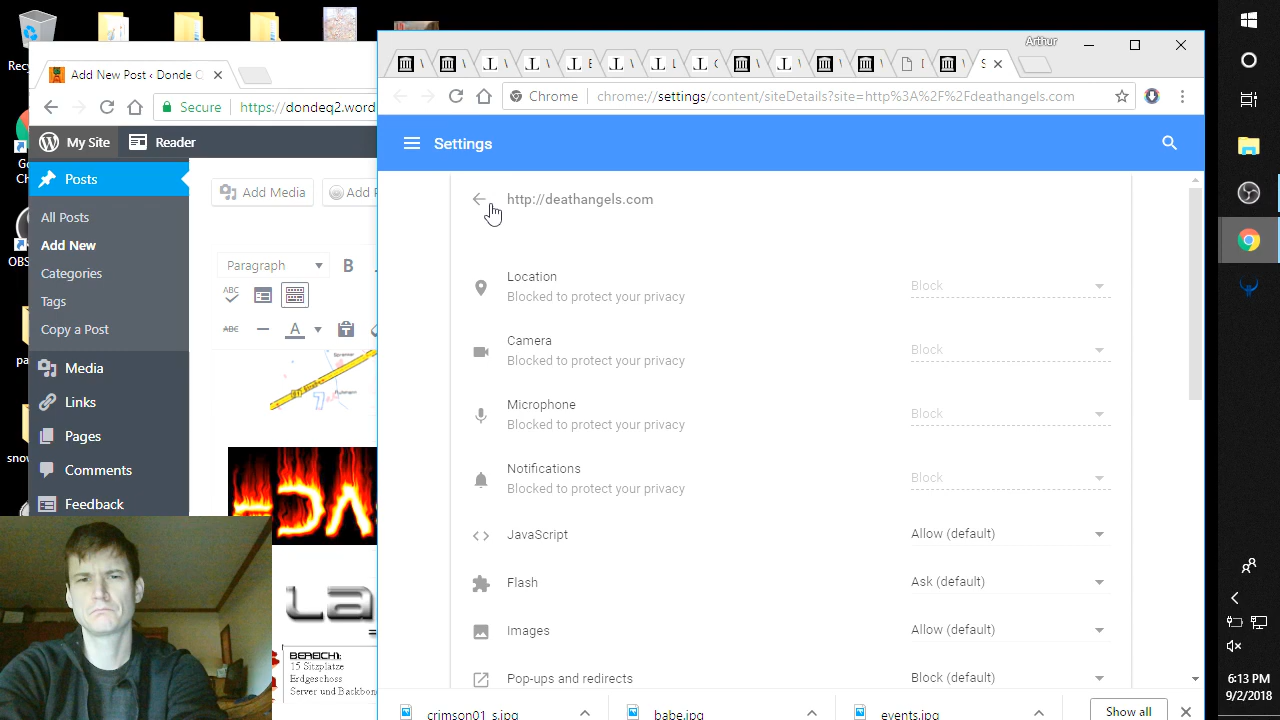 Add New Post ‹ Donde C
Secure
https://dondeq2.word
My Site
Reader
Posts
All Posts
Add New
Categories
Tags
Copy a Post
Media
Links
Pages
Comments
Feedback
Add Media
Add
Paragraph
B
ABC
ABC
A
BEREICH1:
15 Sitzplätze
Erdgeschoss
Server und Backbon
Arthur
Chrome
chrome://settings/content/siteDetails?site=http%3A%2F%2Fdeathangels.com
Settings
http://deathangels.com
Location
Blocked to protect your privacy
Block
Camera
Blocked to protect your privacy
Block
Microphone
Blocked to protect your privacy
Block
Notifications
Blocked to protect your privacy
Block
JavaScript
Allow (default)
Flash
Ask (default)
Images
Allow (default)
Pop-ups and redirects
Block (default)
crimson01_s.jpg
babe.jpg
events.jpg
Show all
6:13 PM
9/2/2018